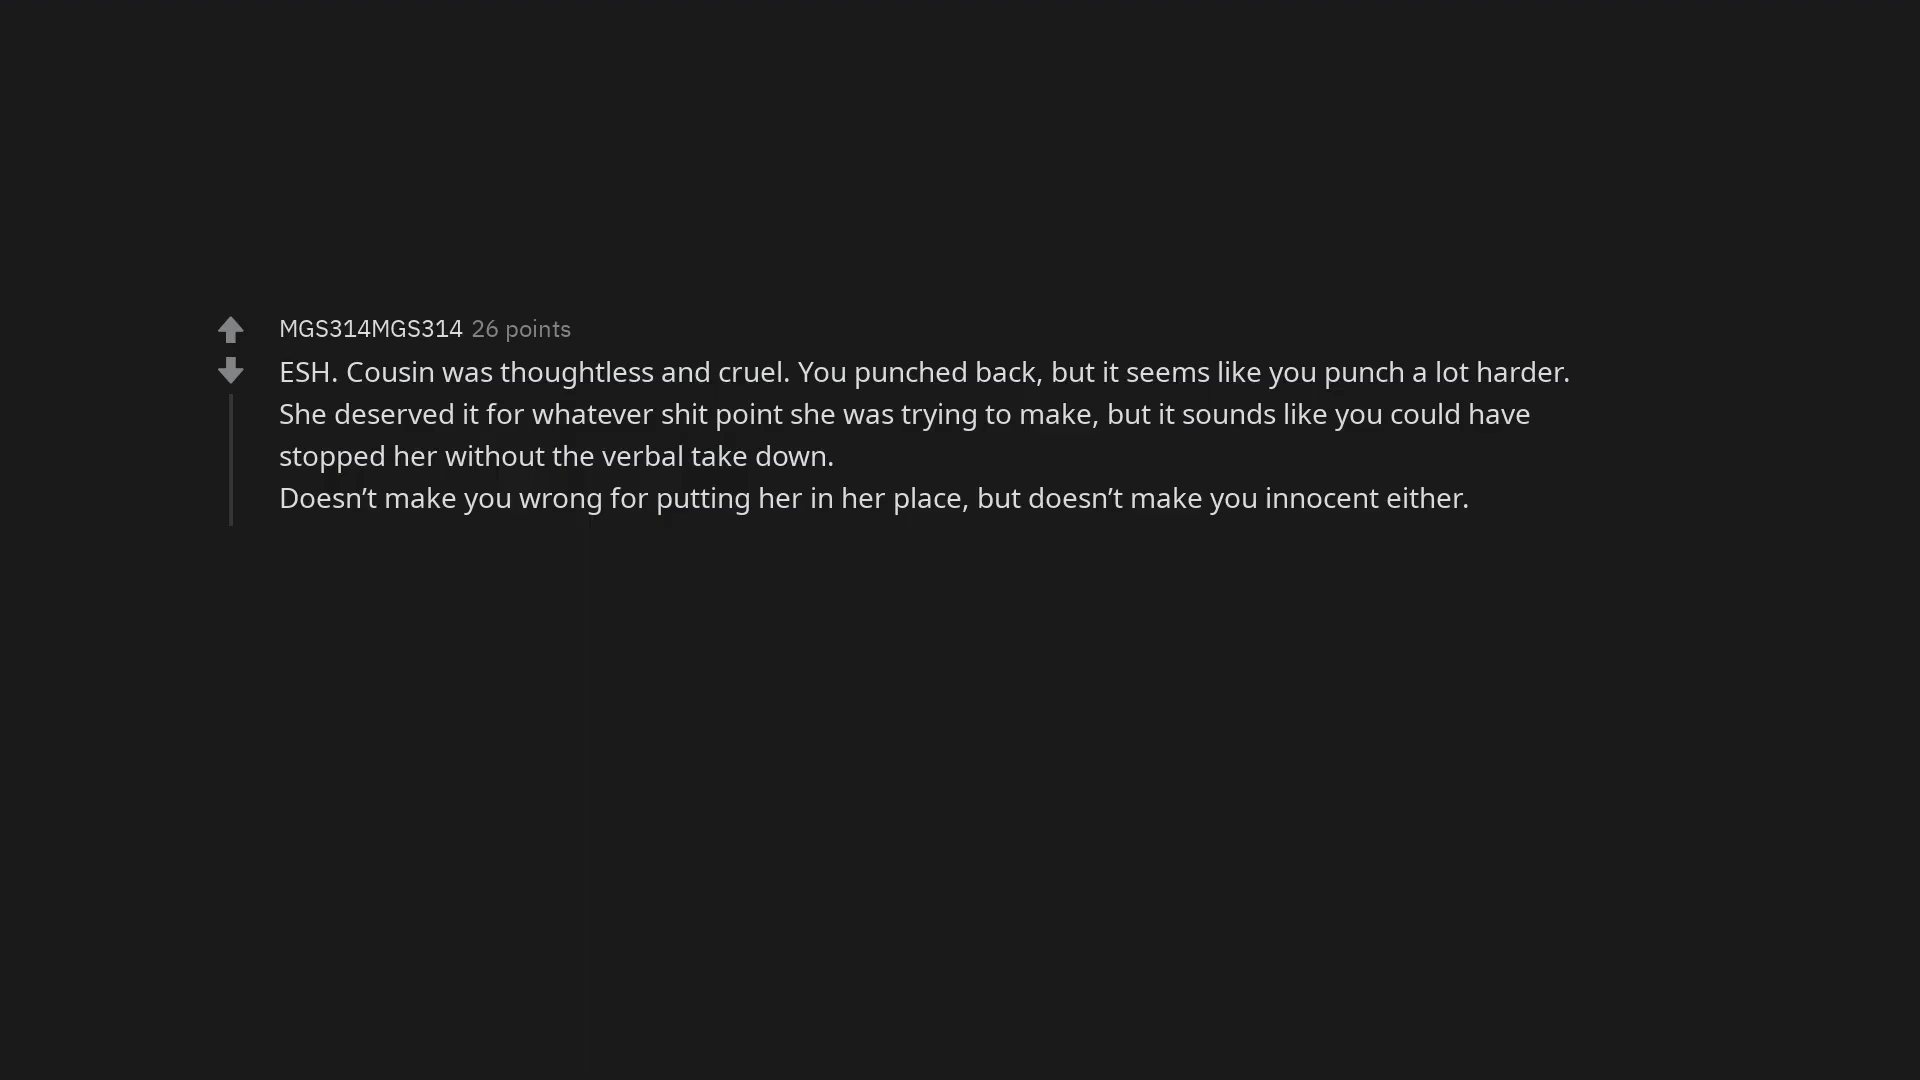 MGS314MGS314 26 points
ESH. Cousin was thoughtless and cruel. You punched back, but it seems like you punch a lot harder.
She deserved it for whatever shit point she was trying to make, but it sounds like you could have
stopped her without the verbal take down.
Doesn’t make you wrong for putting her in her place, but doesn’t make you innocent either.